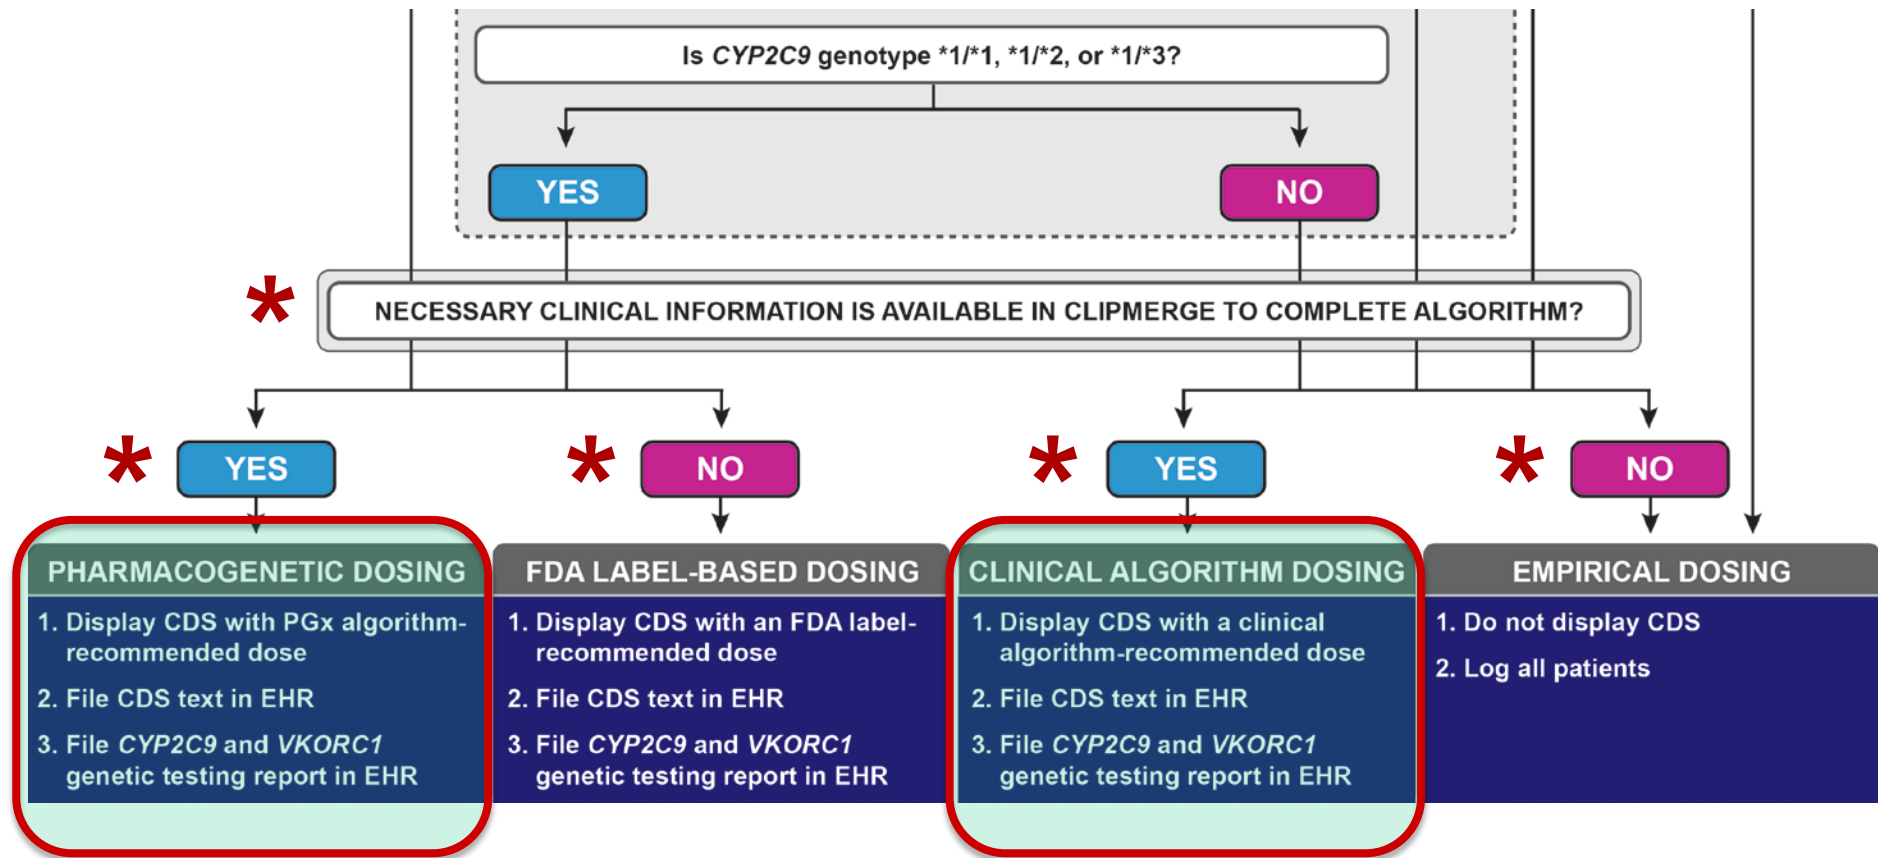 Is CYP2C9 genotype *1/*1, *1/*2, or *1/*3?
YES
NO
* NECESSARY CLINICAL INFORMATION IS AVAILABLE IN CLIPMERGE TO COMPLETE ALGORITHM?
* YES
* NO
* YES
* NO
PHARMACOGENETIC DOSING
1. Display CDS with PGx algorithm-
recommended dose
2. File CDS text in EHR
3. File CYP2C9 and VKORC1
genetic testing report in EHR
FDA LABEL-BASED DOSING
1. Display CDS with an FDA label-
recommended dose
2. File CDS text in EHR
3. File CYP2C9 and VKORC1
genetic testing report in EHR
CLINICAL ALGORITHM DOSING
1. Display CDS with a clinical
algorithm-recommended dose
2. File CDS text in EHR
3. File CYP2C9 and VKORC1
genetic testing report in EHR
EMPIRICAL DOSING
1. Do not display CDS
2. Log all patients